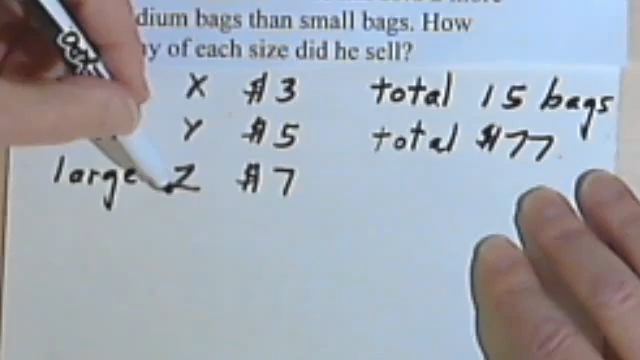 dium bags than small bags. How
y of each size did he sell?
X $3 total 15 bags
Y $5 total $77
large Z $7